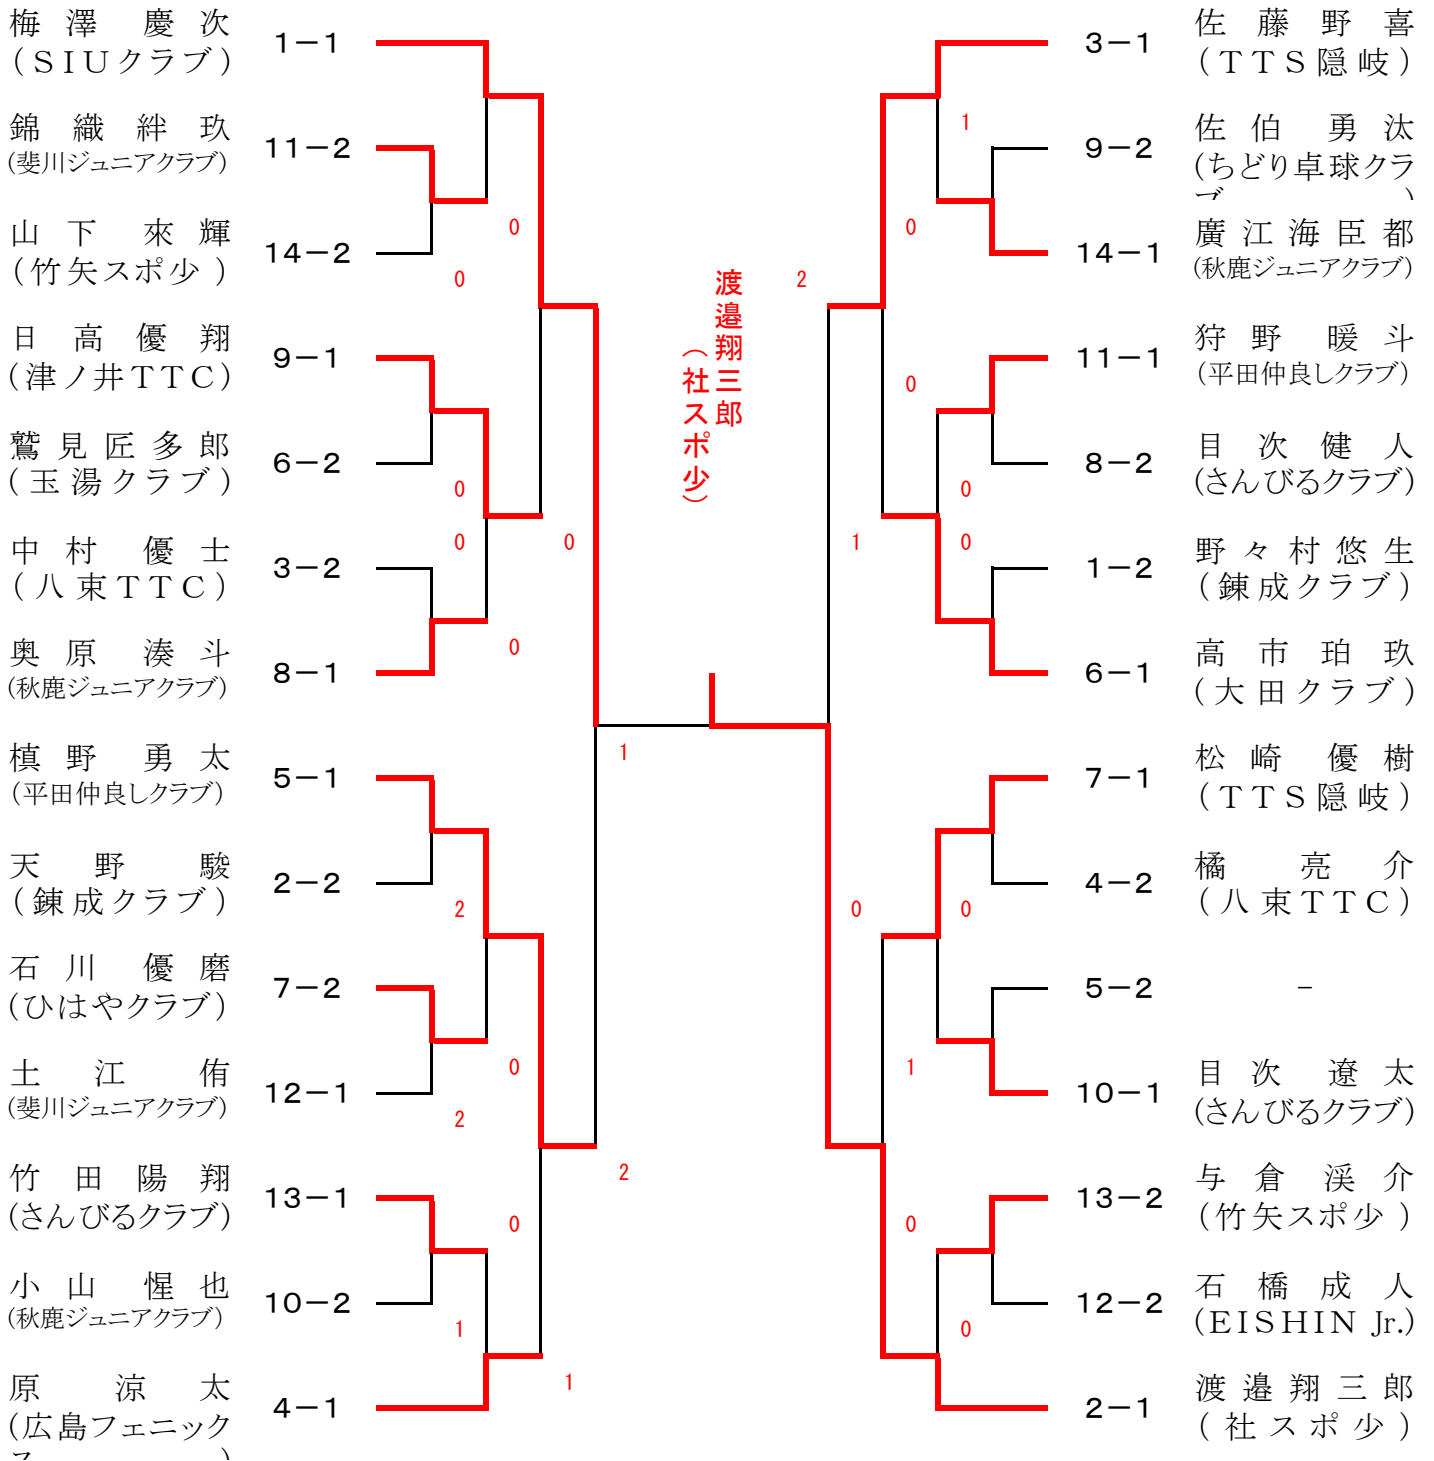 梅澤 慶次
(SIUクラブ)
1－1
錦織絆玖
(斐川ジュニアクラブ)
11－2
山下 來輝
(竹矢スポ少)
14－2
日高優翔
(津ノ井TTC)
9－1
鷲見匠多郎
(玉湯クラブ)
6－2
中村 優士
(八束TTC)
3－2
奥原 湊斗
(秋鹿ジュニアクラブ)
8－1
槙野 勇太
(平田仲良しクラブ)
5－1
天野 駿
(錬成クラブ)
2－2
石川 優磨
(ひはやクラブ)
7－2
土江 侑
(斐川ジュニアクラブ)
12－1
竹田陽翔
(さんびるクラブ)
13－1
小山 惺也
(秋鹿ジュニアクラブ)
10－2
原 涼太
(広島フェニック
ス)
4－1
0
0
0
0
0
0
1
2
0
2
2
0
1
1
渡邉翔三郎
(社スポ少)
2
1
0
0
0
1
0
0
0
0
1
0
0
3－1
佐藤野喜
(TTS隠岐)
9－2
佐伯 勇汰
(ちどり卓球クラ
ブ)
14－1
廣江海臣都
(秋鹿ジュニアクラブ)
11－1
狩野 暖斗
(平田仲良しクラブ)
8－2
目次健人
(さんびるクラブ)
1－2
野々村悠生
(錬成クラブ)
6－1
高市珀玖
(大田クラブ)
7－1
松崎 優樹
(TTS隠岐)
4－2
橘 亮介
(八束TTC)
5－2
－
10－1
目次 遼太
(さんびるクラブ)
13－2
与倉 渓介
(竹矢スポ少)
12－2
石橋成人
(EISHIN Jr.)
2－1
渡邉翔三郎
(社スポ少)